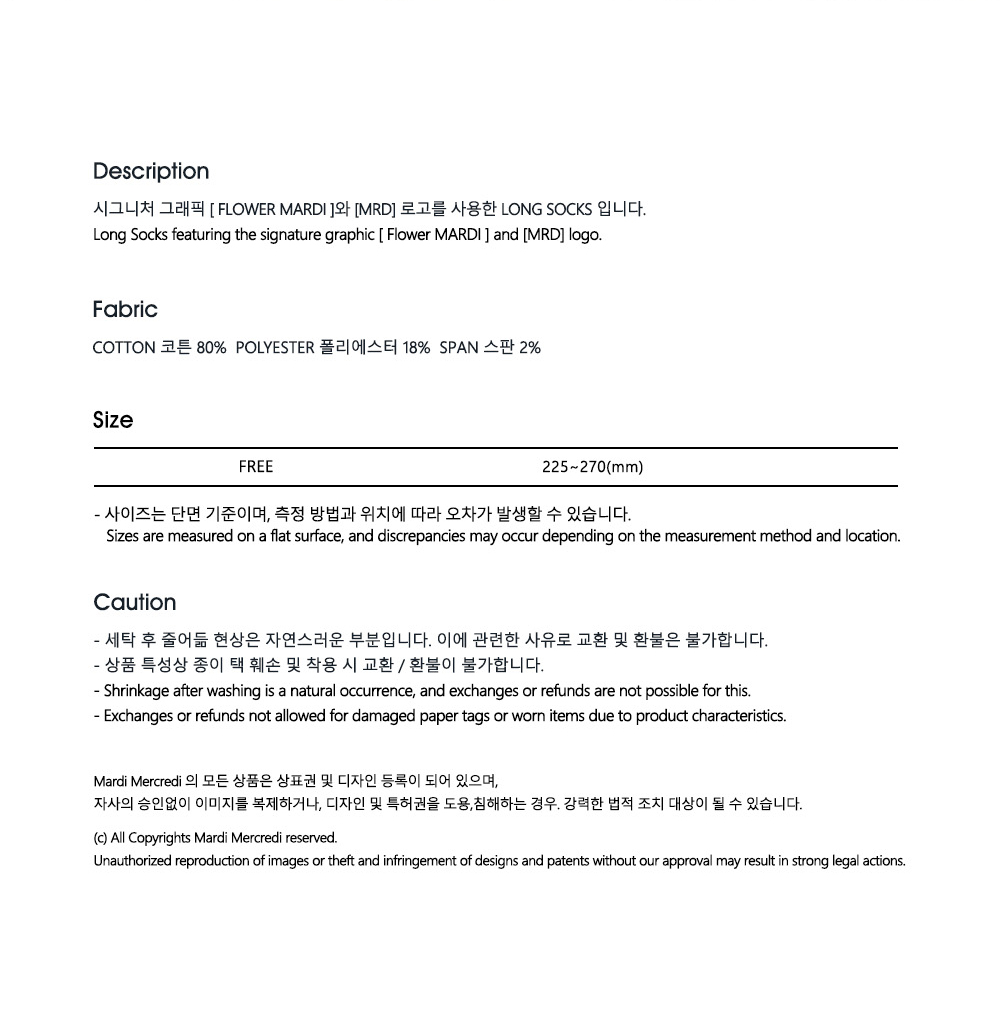 Description
시그니처 그래픽 [ FLOWER MARDI ]와 [MRD] 로고를 사용한 LONG SOCKS 입니다.
Long Socks featuring the signature graphic [ Flower MARDI ] and [MRD] logo.
Fabric
COTTON 코튼 80%  POLYESTER 폴리에스터 18%  SPAN 스판 2%
Size
FREE 225~270(mm)
- 사이즈는 단면 기준이며, 측정 방법과 위치에 따라 오차가 발생할 수 있습니다.
Sizes are measured on a flat surface, and discrepancies may occur depending on the measurement method and location.
Caution
- 세탁 후 줄어듦 현상은 자연스러운 부분입니다. 이에 관련한 사유로 교환 및 환불은 불가합니다.
- 상품 특성상 종이 택 훼손 및 착용 시 교환 / 환불이 불가합니다.
- Shrinkage after washing is a natural occurrence, and exchanges or refunds are not possible for this.
- Exchanges or refunds not allowed for damaged paper tags or worn items due to product characteristics.
Mardi Mercredi 의 모든 상품은 상표권 및 디자인 등록이 되어 있으며,
자사의 승인없이 이미지를 복제하거나, 디자인 및 특허권을 도용,침해하는 경우. 강력한 법적 조치 대상이 될 수 있습니다.
(c) All Copyrights Mardi Mercredi reserved.
Unauthorized reproduction of images or theft and infringement of designs and patents without our approval may result in strong legal actions.